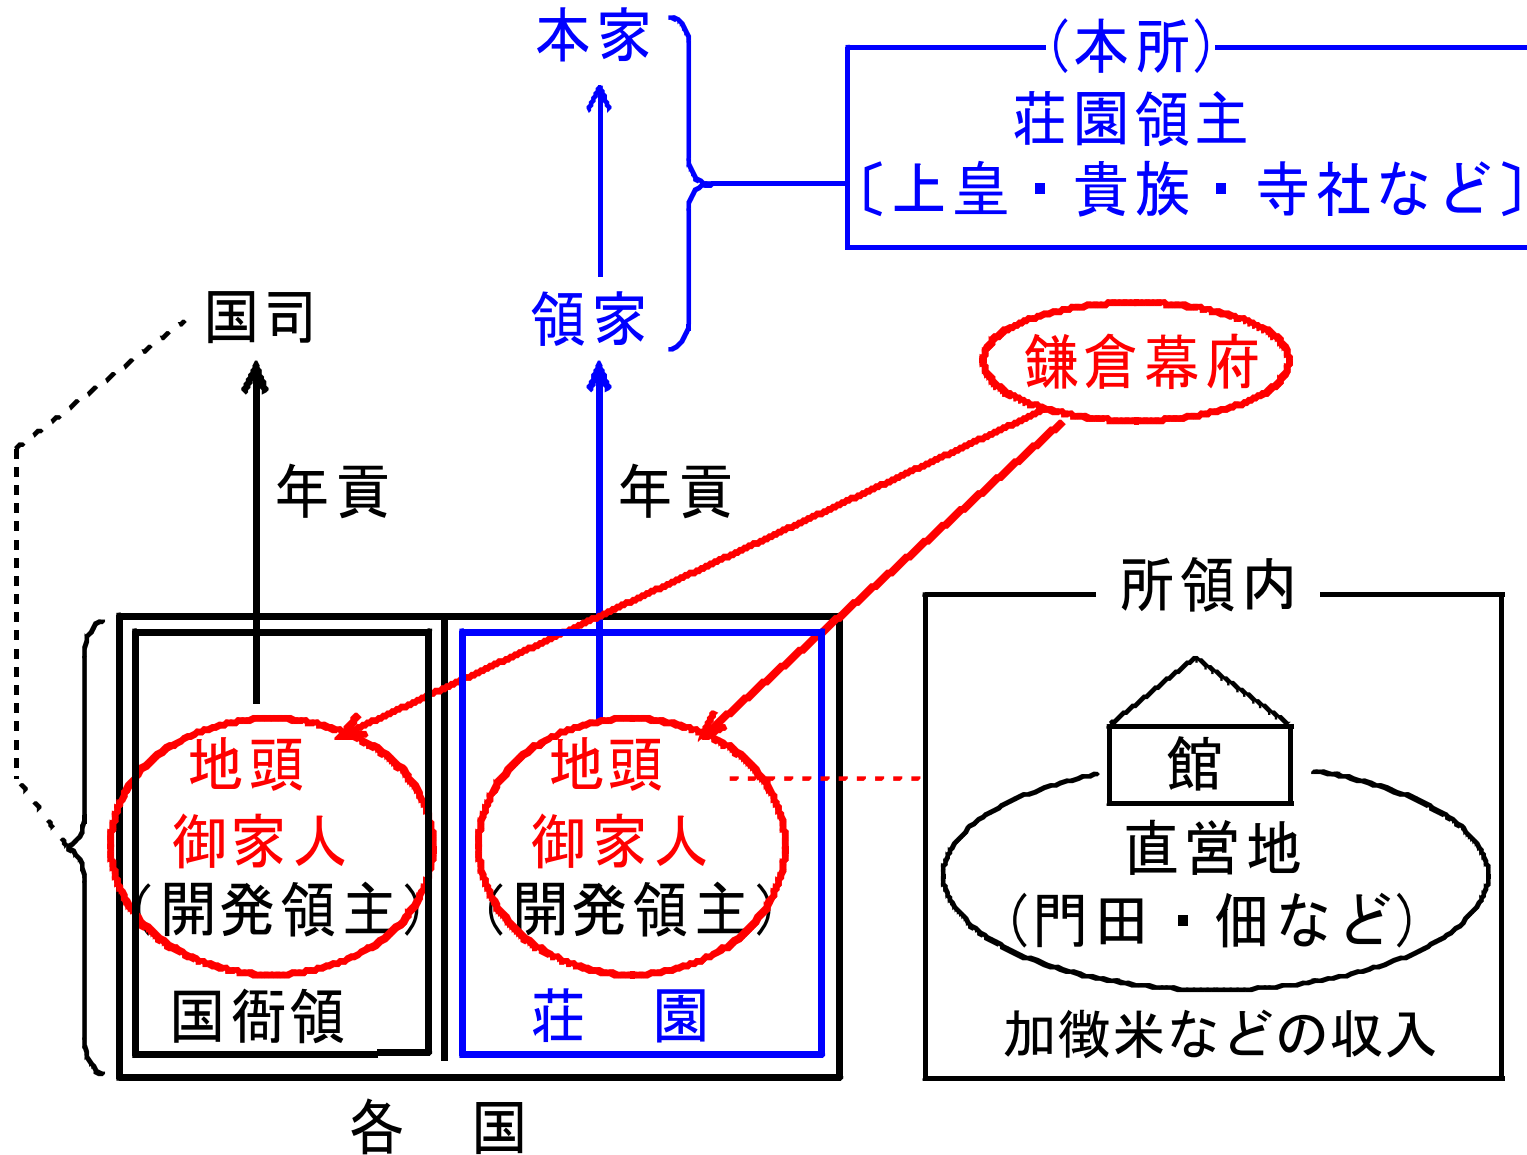 本家
（本所）
荘園領主
〔上皇・貴族・寺社など〕
国司
領家
鎌倉幕府
年貢
年貢
所領内
館
直営地
（門田・佃など）
加徴米などの収入
地頭
御家人
（開発領主）
国衙領
地頭
御家人
（開発領主）
荘　園
各　国